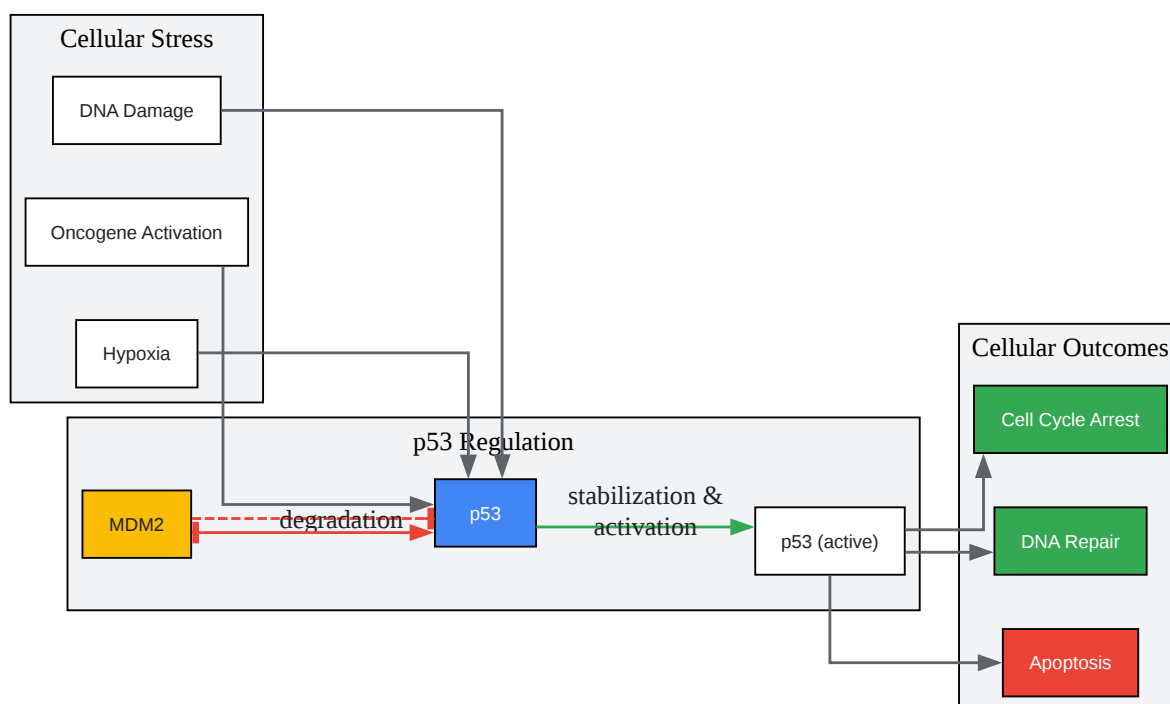 Cellular Stress
DNA Damage
Oncogene Activation
Hypoxia
p53 Regulation
MDM2
degradation
p53
stabilization &
activation
p53 (active)
Cellular Outcomes
Cell Cycle Arrest
DNA Repair
Apoptosis